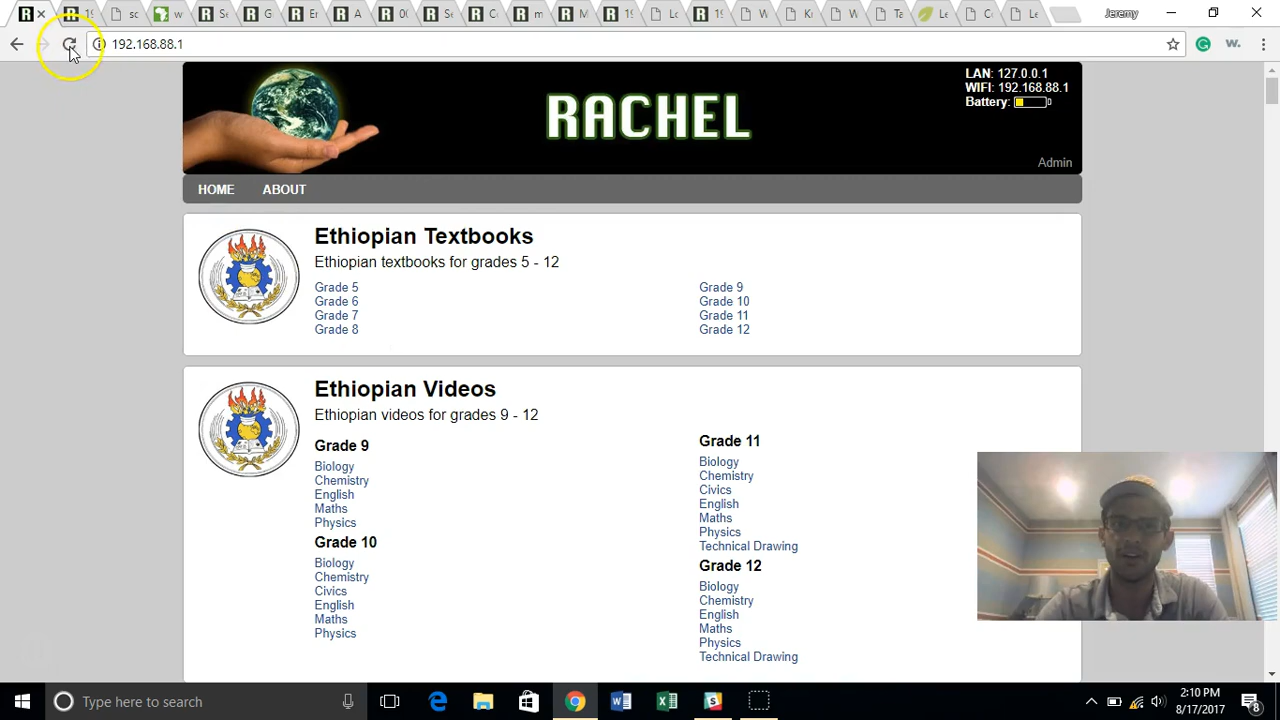 Jeremy
192.168.88.1
RACHEL
LAN: 127.0.0.1
WIFI: 192.168.88.1
Battery:
Admin
HOME ABOUT
Ethiopian Textbooks
Ethiopian textbooks for grades 5 - 12
Grade 5
Grade 6
Grade 7
Grade 8
Grade 9
Grade 10
Grade 11
Grade 12
Ethiopian Videos
Ethiopian videos for grades 9 - 12
Grade 9
Biology
Chemistry
English
Maths
Physics
Grade 10
Biology
Chemistry
Civics
English
Maths
Physics
Grade 11
Biology
Chemistry
Civics
English
Maths
Physics
Technical Drawing
Grade 12
Biology
Chemistry
English
Maths
Physics
Technical Drawing
Type here to search
2:10 PM
8/17/2017